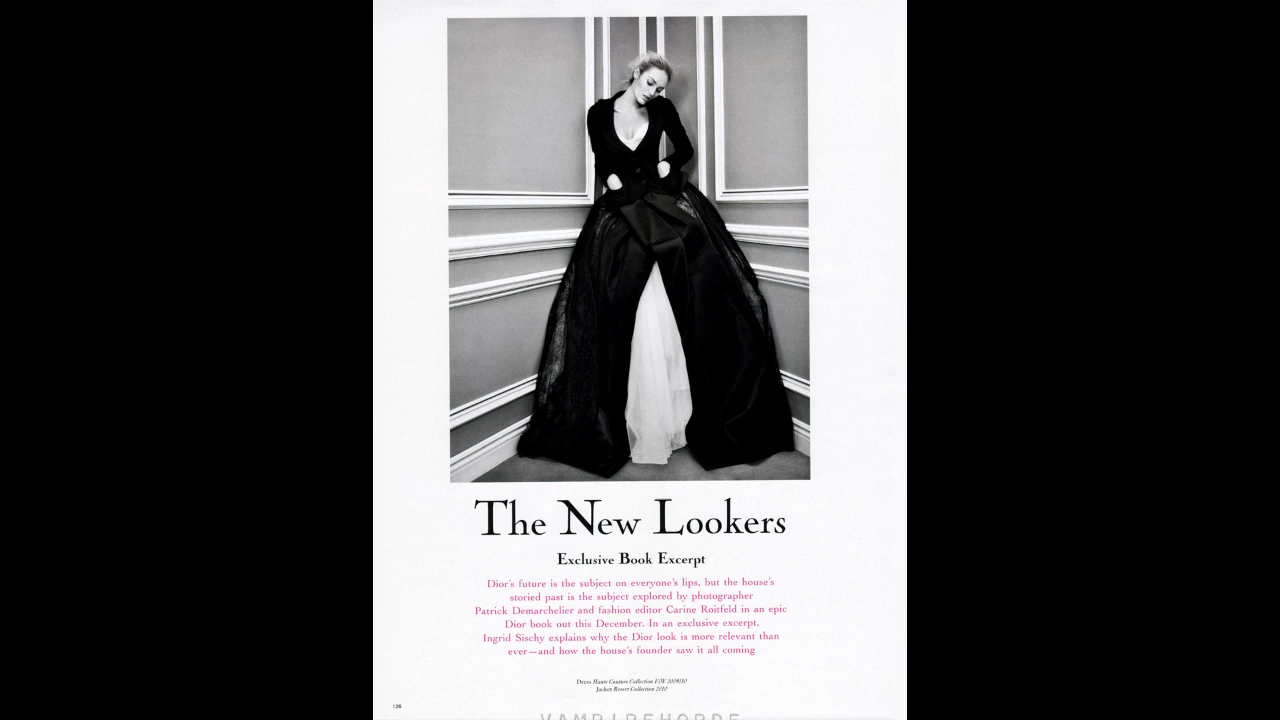 The New Lookers
Exclusive Book Excerpt
Dior's future is the subject on everyone's lips, but the house's
storied past is the subject explored by photographer
Patrick Demarchelier and fashion editor Carine Roitfeld in an epic
Dior book out this December. In an exclusive excerpt,
Ingrid Sischy explains why the Dior look is more relevant than
ever—and how the house's founder saw it all coming
Dress Haute Couture Collection F/W 2009/10
Jacket Resort Collection 2010
126
VAMPIREHORDE